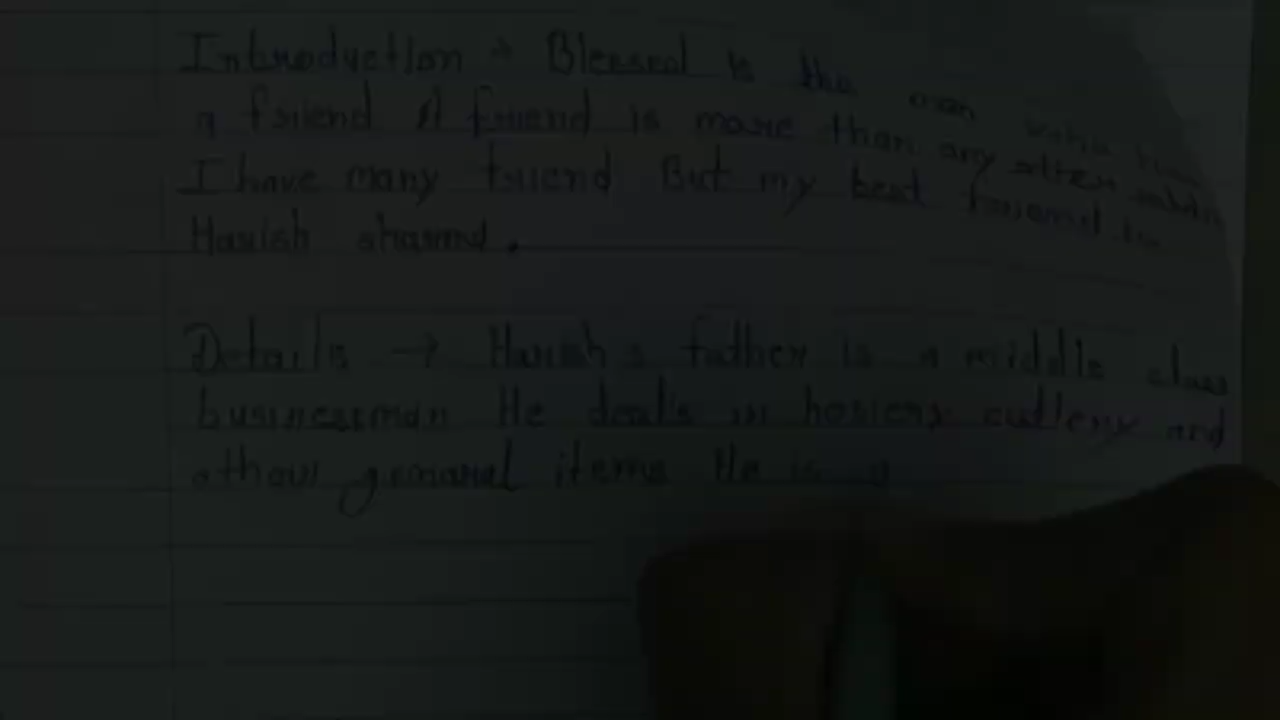 Introduction → Blessed is the man who has
a friend A friend is more than any other
I have many friend But my best friend is
Harish sharma.
Details → Harish s father is a middle class
businessman He deals in hosiery cutlery and
other general items He is a